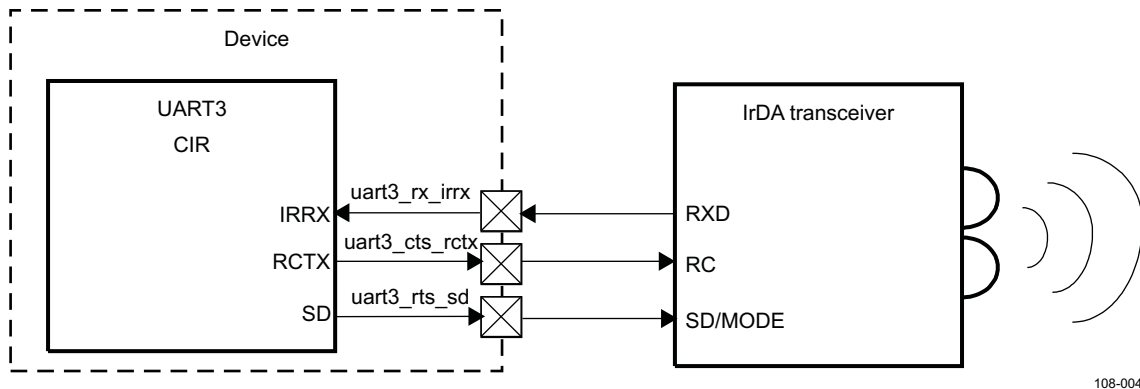 Device
UART3
CIR
IrDA transceiver
uart3_rx_irrx
IRRX
RXD
uart3_cts_rctx
RCTX
RC
uart3_rts_sd
SD
SD/MODE
108-004